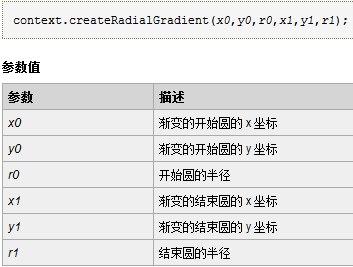 context.createRadialGradient(x0,y0,r0,x1,y1,r1);
参数值
参数 描述
x0 渐变的开始圆的 x 坐标
y0 渐变的开始圆的 y 坐标
r0 开始圆的半径
x1 渐变的结束圆的 x 坐标
y1 渐变的结束圆的 y 坐标
r1 结束圆的半径